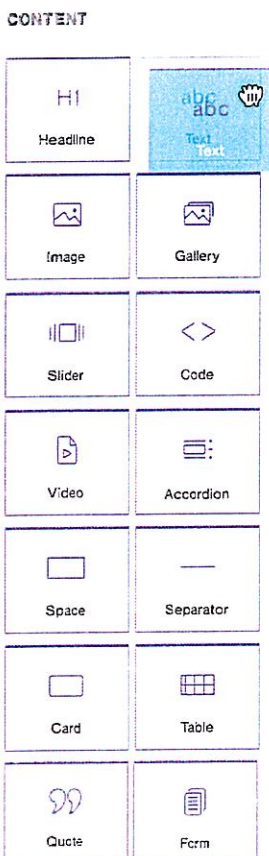 CONTENT
H1
abc
abc
Headline
Text
Text
Image
Gallery
Slider
Code
Video
Accordion
Space
Separator
Card
Table
Quote
Form